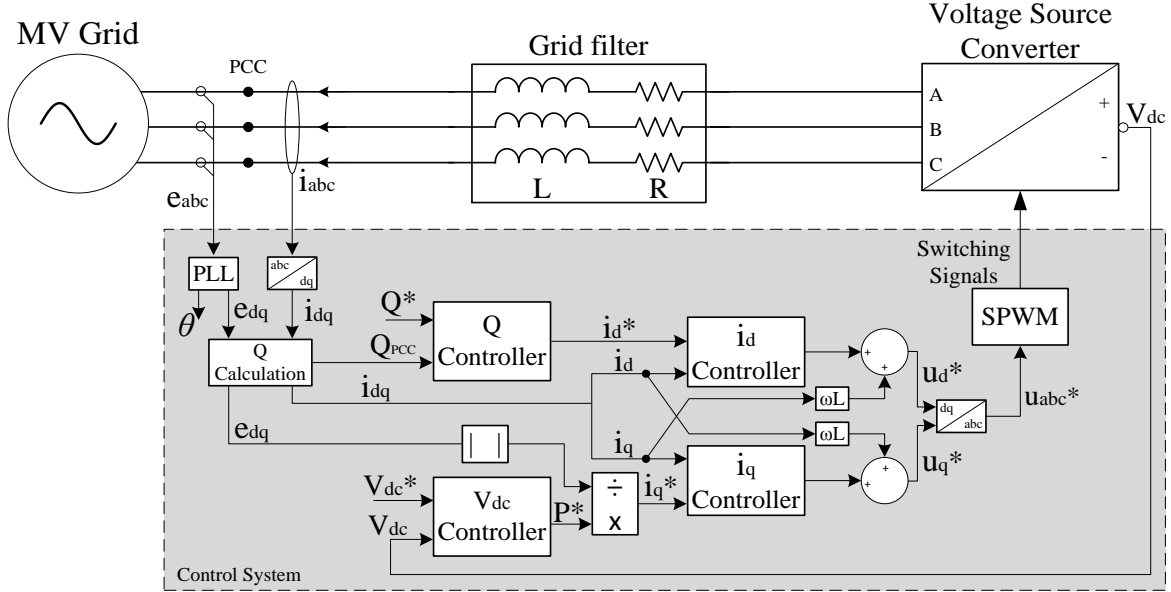 MV Grid
Voltage Source
Converter
Grid filter
PCC
A
B
C
+
-
Vdc
L
R
iabc
eabc
Switching
Signals
PLL
abc
dq
θ
edq
idq
Q*
Q
Controller
id*
id
Controller
+
+
SPWM
Q
Calculation
QPCC
id
ωL
ud*
uabc*
idq
dq
abc
edq
| |
iq
ωL
iq
Controller
+
+
uq*
Vdc*
Vdc
Controller
÷
x
iq*
P*
Vdc
Control System